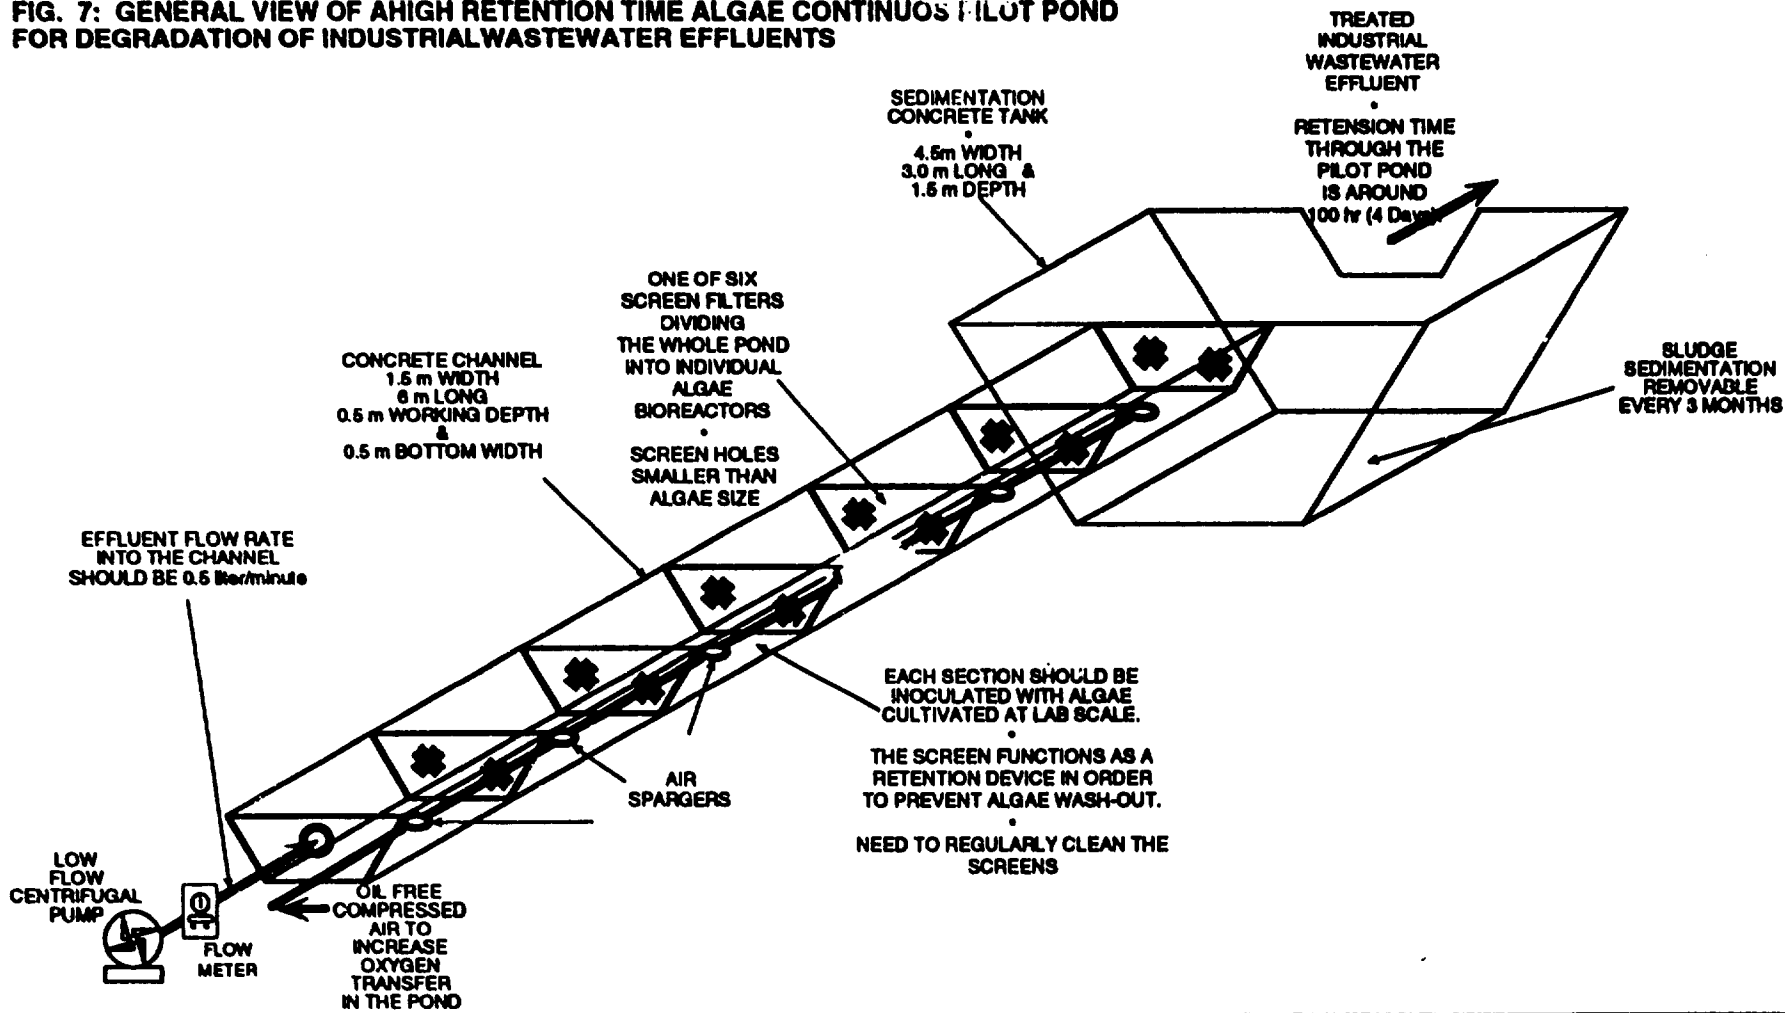 FIG. 7: GENERAL VIEW OF AHIGH RETENTION TIME ALGAE CONTINUOS PILOT POND
FOR DEGRADATION OF INDUSTRIALWASTEWATER EFFLUENTS
TREATED
INDUSTRIAL
WASTEWATER
EFFLUENT
•
RETENSION TIME
THROUGH THE
PILOT POND
IS AROUND
100 hr (4 Days)
SEDIMENTATION
CONCRETE TANK
•
4.5m WIDTH
3.0 m LONG &
1.5 m DEPTH
ONE OF SIX
SCREEN FILTERS
DIVIDING
THE WHOLE POND
INTO INDIVIDUAL
ALGAE
BIOREACTORS
•
SCREEN HOLES
SMALLER THAN
ALGAE SIZE
CONCRETE CHANNEL
1.5 m WIDTH
6 m LONG
0.5 m WORKING DEPTH
&
0.5 m BOTTOM WIDTH
SLUDGE
SEDIMENTATION
REMOVABLE
EVERY 3 MONTHS
EFFLUENT FLOW RATE
INTO THE CHANNEL
SHOULD BE 0.5 liter/minute
EACH SECTION SHOULD BE
INOCULATED WITH ALGAE
CULTIVATED AT LAB SCALE.
•
THE SCREEN FUNCTIONS AS A
RETENTION DEVICE IN ORDER
TO PREVENT ALGAE WASH-OUT.
•
NEED TO REGULARLY CLEAN THE
SCREENS
AIR
SPARGERS
LOW
FLOW
CENTRIFUGAL
PUMP
FLOW
METER
OIL FREE
COMPRESSED
AIR TO
INCREASE
OXYGEN
TRANSFER
IN THE POND